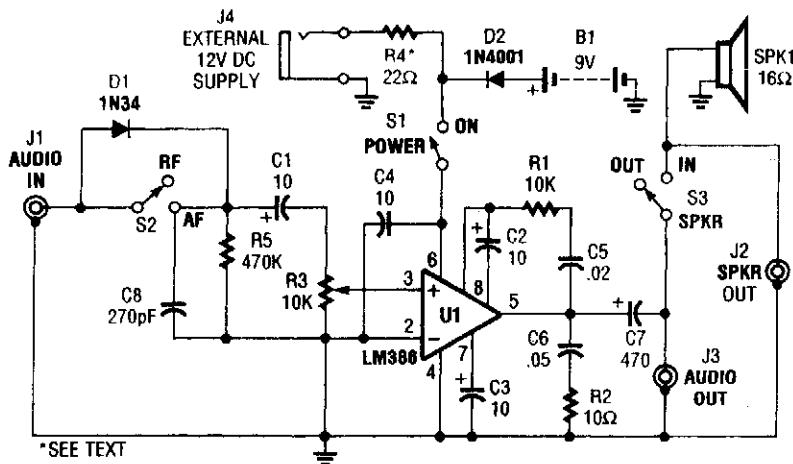 J4
EXTERNAL
12V DC
SUPPLY
R4*
22Ω
D2
1N4001
B1
9V
+
SPK1
16Ω
D1
1N34
J1
AUDIO
IN
RF
S2
AF
C1
10
+
S1
POWER
ON
C4
10
R1
10K
OUT
IN
S3
SPKR
R5
470K
C8
270pF
R3
10K
6
+
C2
10
C5
.02
J2
SPKR
OUT
3
+
8
U1
5
2
−
LM386
7
4
+
C3
10
C6
.05
+
C7
470
R2
10Ω
J3
AUDIO
OUT
*SEE TEXT